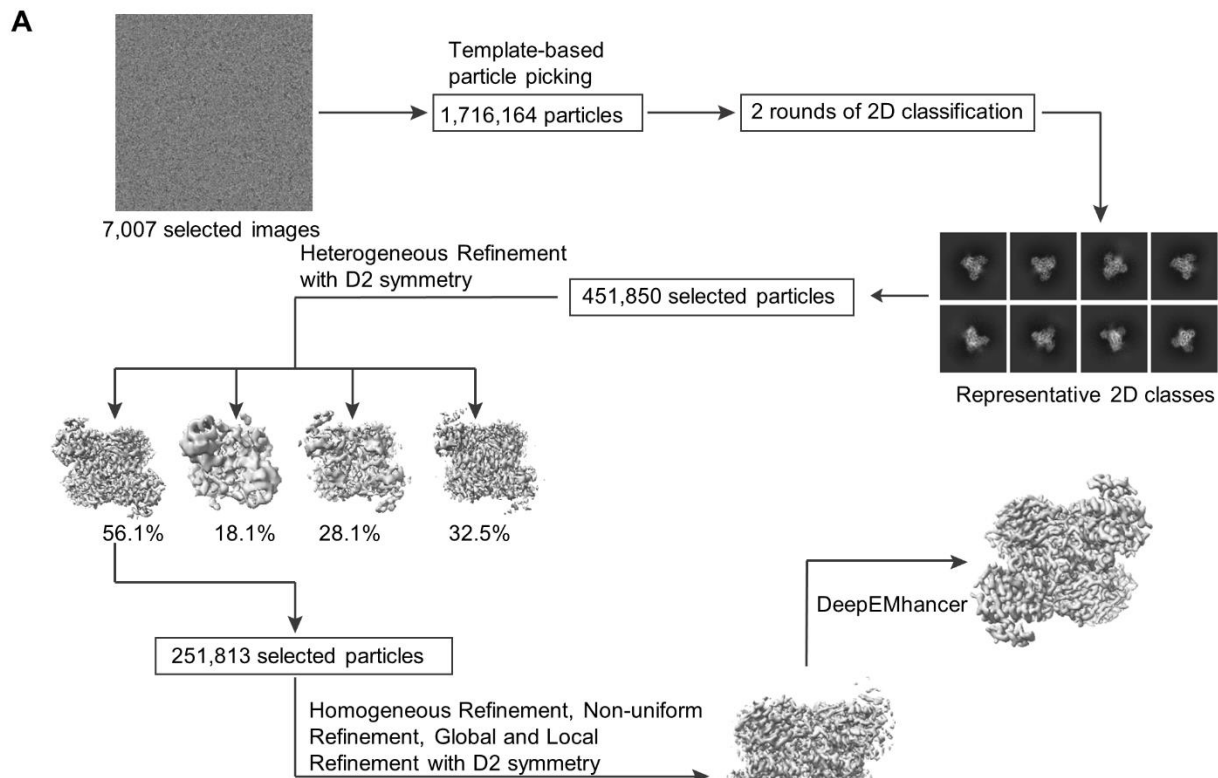 A
Template-based
particle picking
1,716,164 particles
2 rounds of 2D classification
7,007 selected images
Heterogeneous Refinement
with D2 symmetry
451,850 selected particles
Representative 2D classes
56.1%
18.1%
28.1%
32.5%
DeepEMhancer
251,813 selected particles
Homogeneous Refinement, Non-uniform
Refinement, Global and Local
Refinement with D2 symmetry